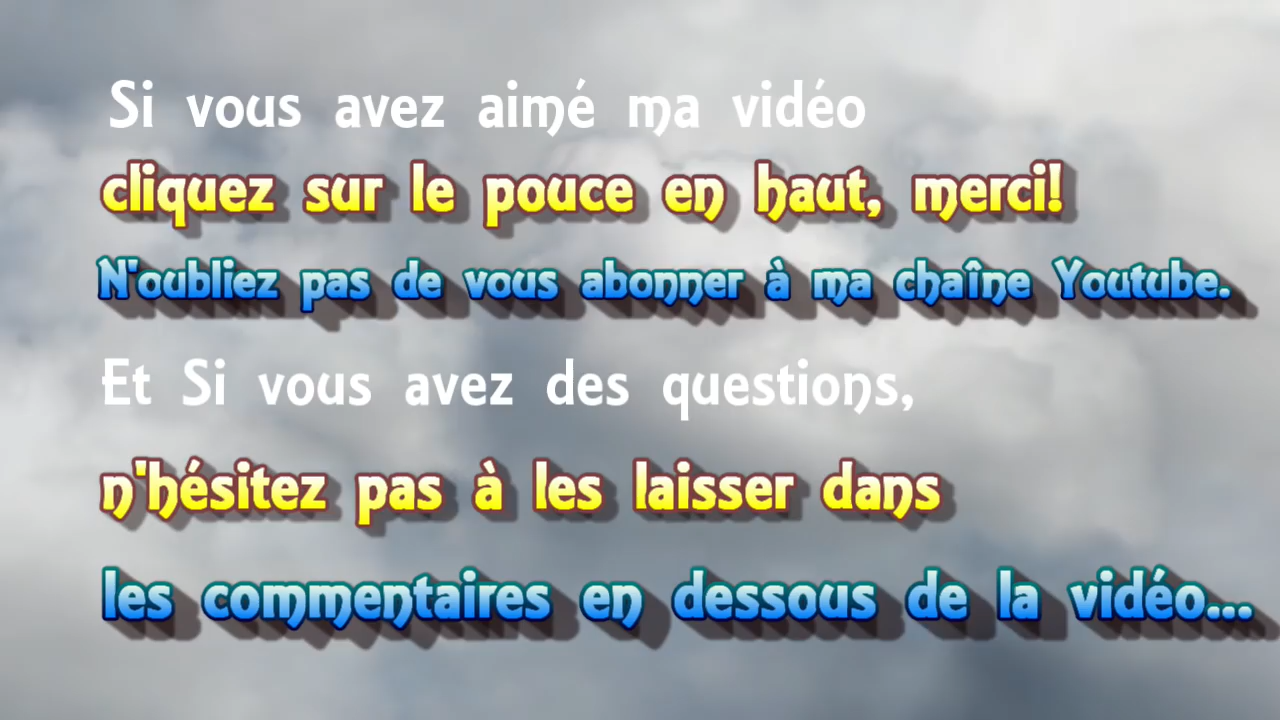 Si vous avez aimé ma vidéo
cliquez sur le pouce en haut, merci!
N'oubliez pas de vous abonner à ma chaîne Youtube.
Et Si vous avez des questions,
n'hésitez pas à les laisser dans
les commentaires en dessous de la vidéo...